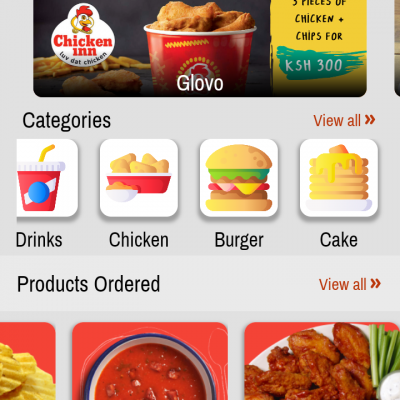 3 PIECES OF
CHICKEN +
CHIPS FOR
KSH 300
Chicken
inn
luv dat chicken
Glovo
Categories
View all »
Drinks
Chicken
Burger
Cake
Products Ordered
View all »